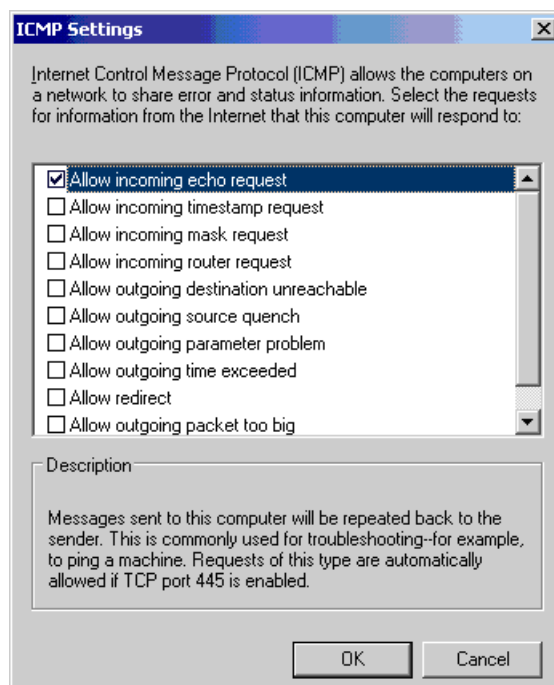 ICMP Settings
Internet Control Message Protocol (ICMP) allows the computers on
a network to share error and status information. Select the requests
for information from the Internet that this computer will respond to:
Allow incoming echo request
Allow incoming timestamp request
Allow incoming mask request
Allow incoming router request
Allow outgoing destination unreachable
Allow outgoing source quench
Allow outgoing parameter problem
Allow outgoing time exceeded
Allow redirect
Allow outgoing packet too big
Description
Messages sent to this computer will be repeated back to the
sender. This is commonly used for troubleshooting--for example,
to ping a machine. Requests of this type are automatically
allowed if TCP port 445 is enabled.
OK
Cancel